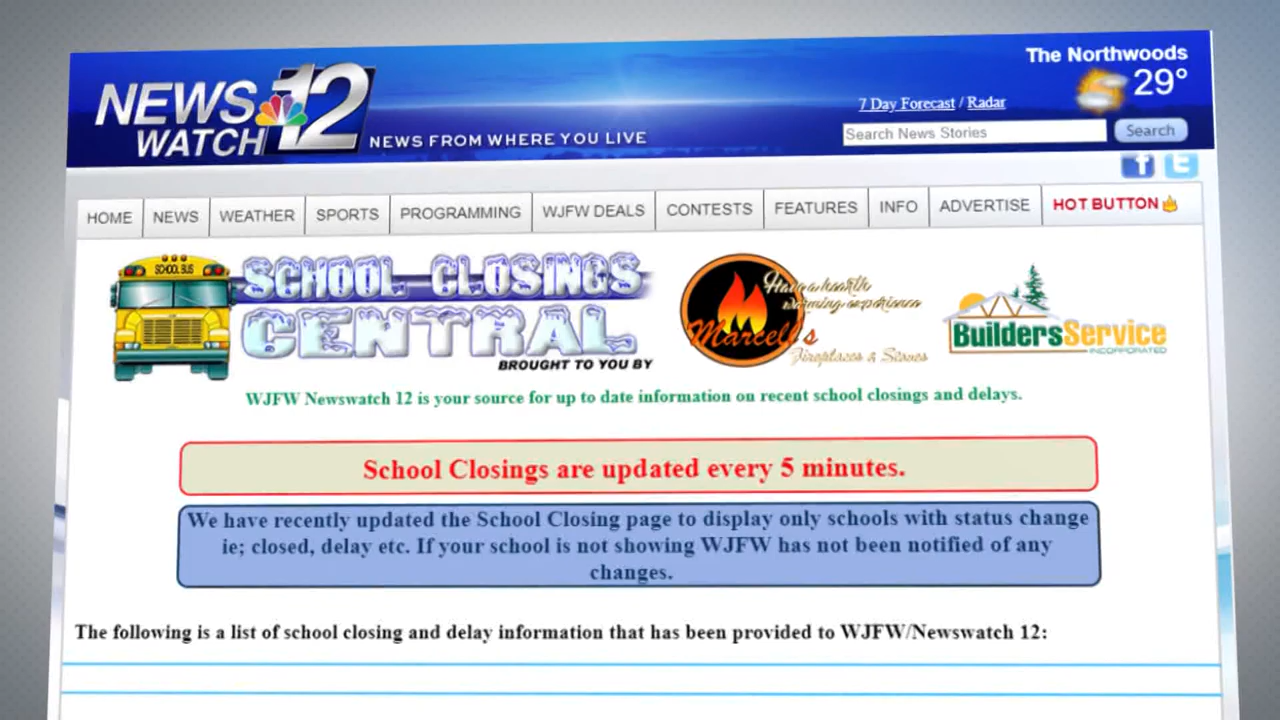 The Northwoods
29°
NEWS 12
WATCH
NEWS FROM WHERE YOU LIVE
7 Day Forecast / Radar
Search News Stories
Search
f t
HOME NEWS WEATHER SPORTS PROGRAMMING WJFW DEALS CONTESTS FEATURES INFO ADVERTISE HOT BUTTON
SCHOOL BUS
SCHOOL CLOSINGS
CENTRAL
BROUGHT TO YOU BY
Have a hearth
warming experience
Marcell's
Fireplaces & Stoves
BuildersService
INCORPORATED
WJFW Newswatch 12 is your source for up to date information on recent school closings and delays.
School Closings are updated every 5 minutes.
We have recently updated the School Closing page to display only schools with status change
ie; closed, delay etc. If your school is not showing WJFW has not been notified of any
changes.
The following is a list of school closing and delay information that has been provided to WJFW/Newswatch 12: